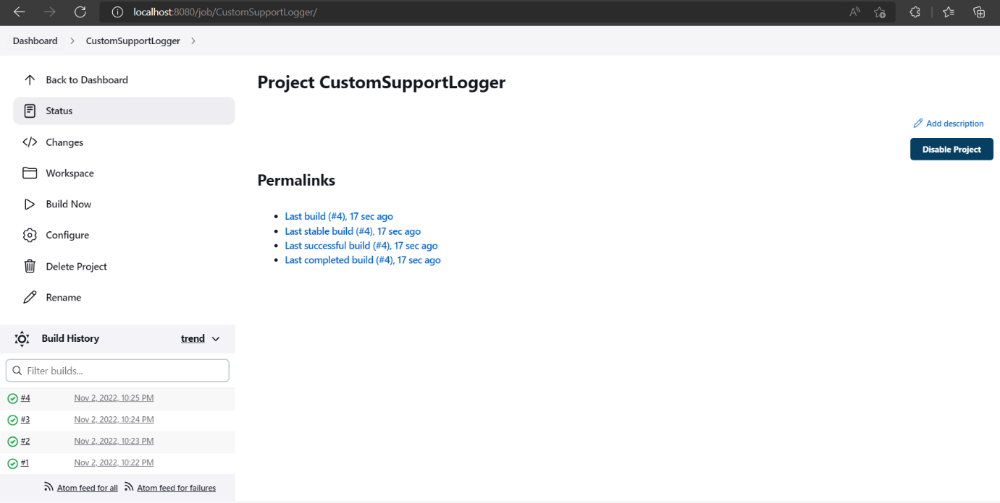 localhost:8080/job/CustomSupportLogger/
Dashboard > CustomSupportLogger >
Back to Dashboard
Status
Changes
Workspace
Build Now
Configure
Delete Project
Rename
Build History trend
Filter builds...
#4 Nov 2, 2022, 10:25 PM
#3 Nov 2, 2022, 10:24 PM
#2 Nov 2, 2022, 10:23 PM
#1 Nov 2, 2022, 10:22 PM
Atom feed for all Atom feed for failures
Project CustomSupportLogger
Add description
Disable Project
Permalinks
Last build (#4), 17 sec ago
Last stable build (#4), 17 sec ago
Last successful build (#4), 17 sec ago
Last completed build (#4), 17 sec ago